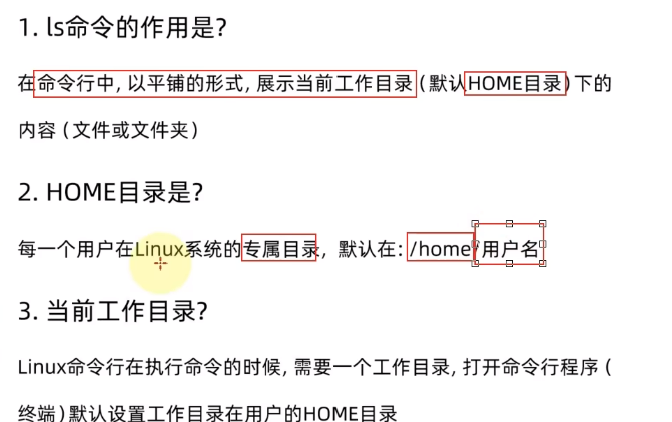 1. ls命令的作用是?
在命令行中, 以平铺的形式, 展示当前工作目录 (默认HOME目录) 下的
内容 (文件或文件夹)
2. HOME目录是?
每一个用户在Linux系统的专属目录, 默认在: /home/用户名
3. 当前工作目录?
Linux命令行在执行命令的时候, 需要一个工作目录, 打开命令行程序 (
终端) 默认设置工作目录在用户的HOME目录